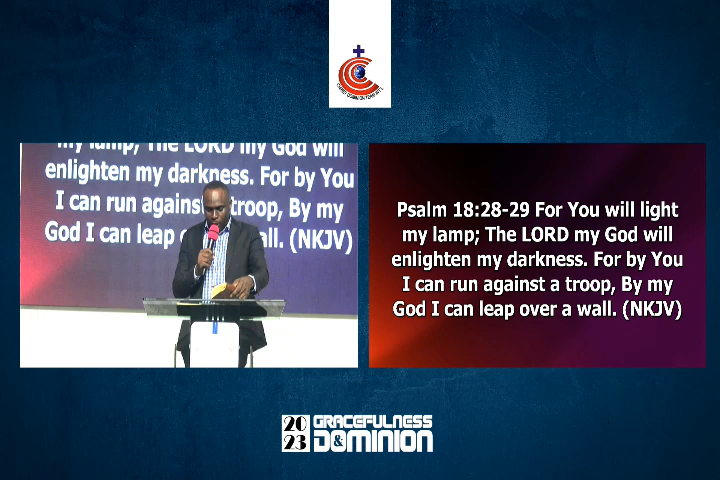 my lamp; The LORD my God will
enlighten my darkness. For by You
I can run against troop, By my
God I can leap all. (NKJV)
Psalm 18:28-29 For You will light
my lamp; The LORD my God will
enlighten my darkness. For by You
I can run against a troop, By my
God I can leap over a wall. (NKJV)
2023 GRACEFULNESS
& DOMINION